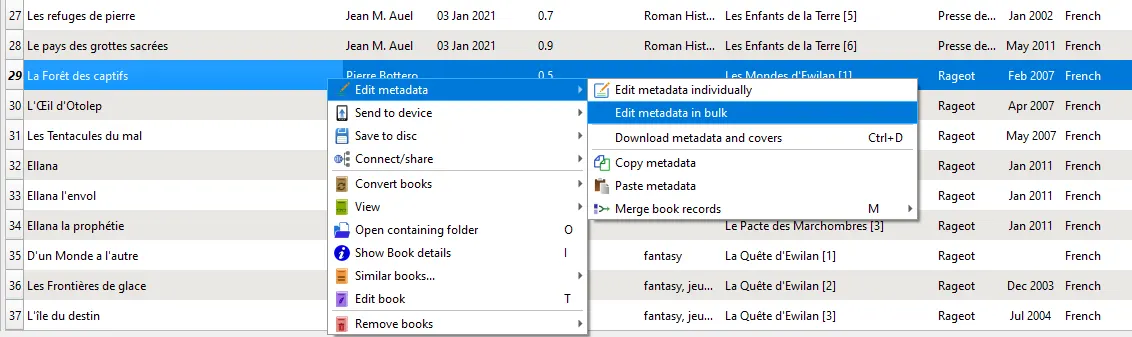 27 Les refuges de pierre Jean M. Auel 03 Jan 2021 0.7 Roman Hist... Les Enfants de la Terre [5] Presse de... Jan 2002 French
28 Le pays des grottes sacrées Jean M. Auel 03 Jan 2021 0.9 Roman Hist... Les Enfants de la Terre [6] Presse de... May 2011 French
29 La Forêt des captifs Pierre Bottero 0.5 Les Mondes d'Ewilan [1] Rageot Feb 2007 French
30 L'Œil d'Otolep Rageot Apr 2007 French
31 Les Tentacules du mal Rageot May 2007 French
32 Ellana Rageot Jan 2011 French
33 Ellana l'envol Rageot Jan 2011 French
34 Ellana la prophétie Le Pacte des Marchombres [3] Rageot Jan 2011 French
35 D'un Monde a l'autre fantasy La Quête d'Ewilan [1] Rageot French
36 Les Frontières de glace fantasy, jeu... La Quête d'Ewilan [2] Rageot Dec 2003 French
37 L'île du destin fantasy, jeu... La Quête d'Ewilan [3] Rageot Jul 2004 French
Edit metadata
Send to device
Save to disc
Connect/share
Convert books
View
Open containing folder O
Show Book details I
Similar books...
Edit book T
Remove books
Edit metadata individually
Edit metadata in bulk
Download metadata and covers Ctrl+D
Copy metadata
Paste metadata
Merge book records M